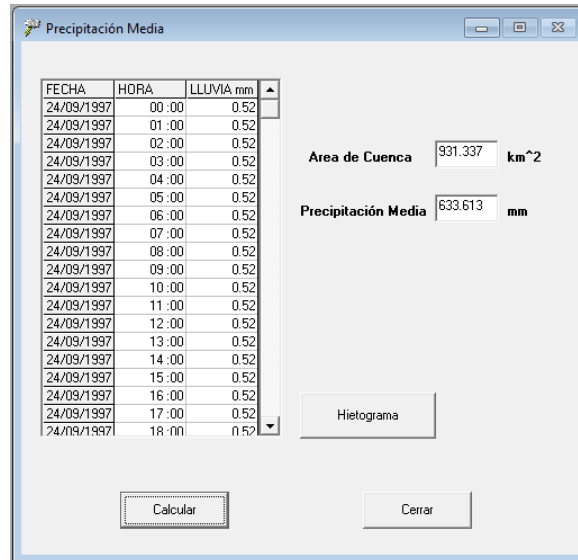 Precipitación Media
FECHA HORA LLUVIA mm
24/09/1997 00 :00 0.52
24/09/1997 01 :00 0.52
24/09/1997 02 :00 0.52
24/09/1997 03 :00 0.52
24/09/1997 04 :00 0.52
24/09/1997 05 :00 0.52
24/09/1997 06 :00 0.52
24/09/1997 07 :00 0.52
24/09/1997 08 :00 0.52
24/09/1997 09 :00 0.52
24/09/1997 10 :00 0.52
24/09/1997 11 :00 0.52
24/09/1997 12 :00 0.52
24/09/1997 13 :00 0.52
24/09/1997 14 :00 0.52
24/09/1997 15 :00 0.52
24/09/1997 16 :00 0.52
24/09/1997 17 :00 0.52
24/09/1997 18 :00 0.52
Area de Cuenca 931.337 km^2
Precipitación Media 633.613 mm
Hietograma
Calcular Cerrar